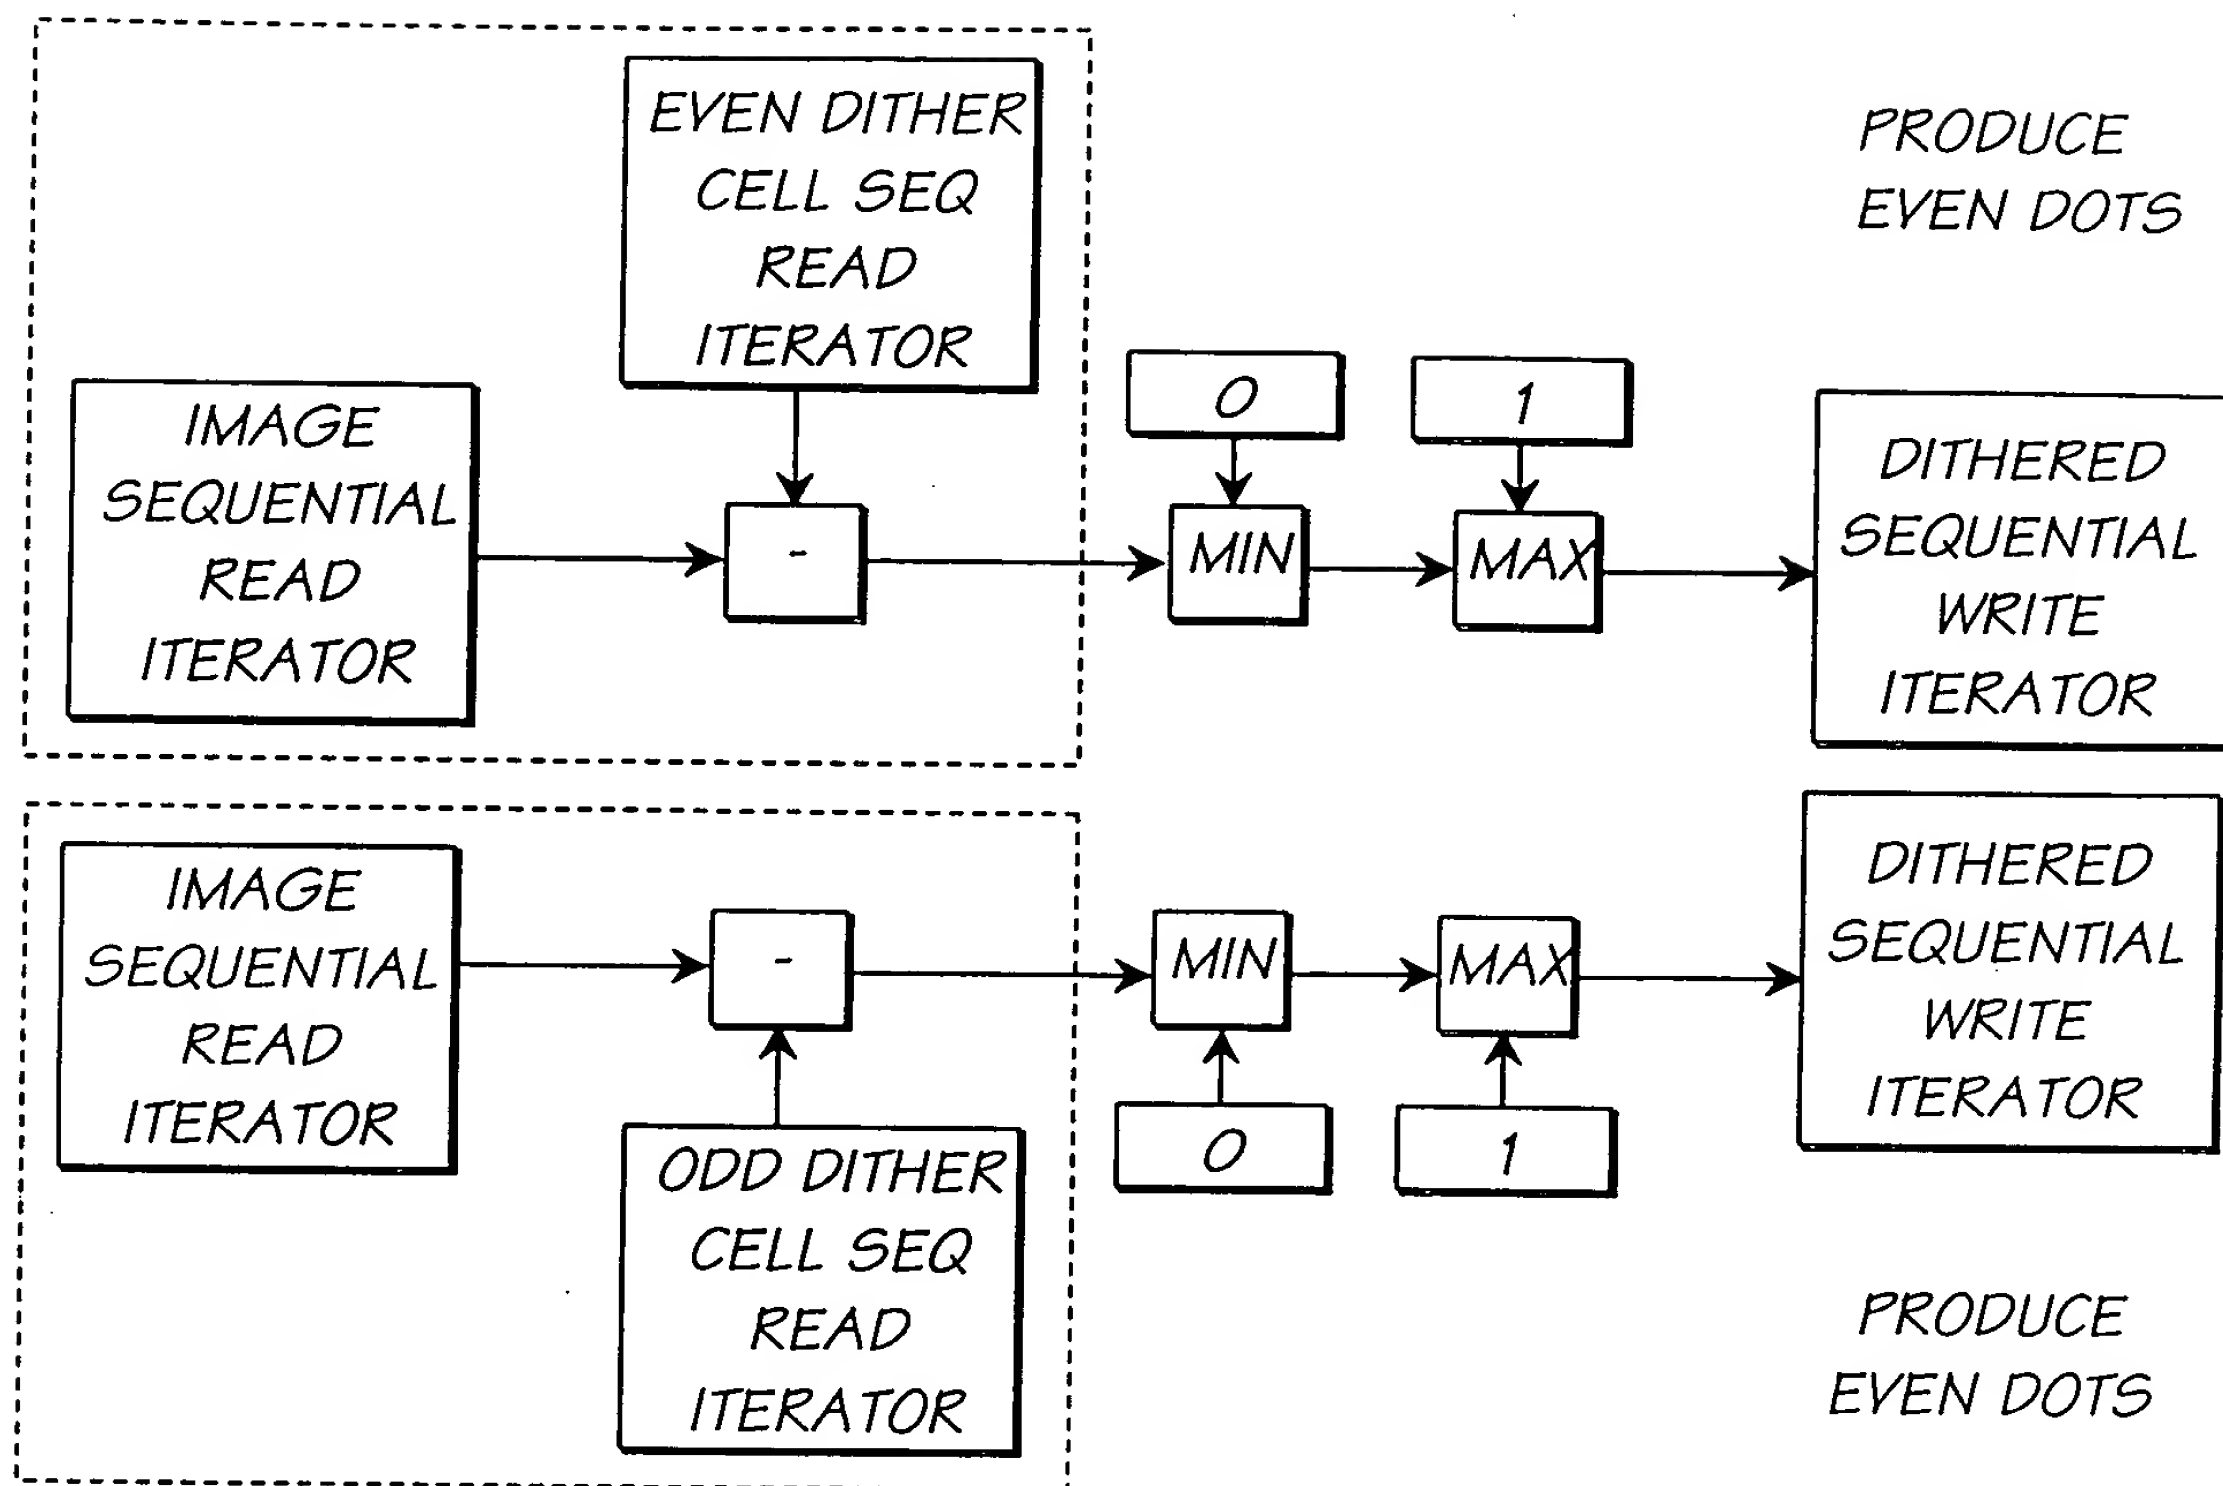 EVEN DITHER
CELL SEQ
READ
ITERATOR
PRODUCE
EVEN DOTS
IMAGE
SEQUENTIAL
READ
ITERATOR
-
0
MIN
1
MAX
DITHERED
SEQUENTIAL
WRITE
ITERATOR
IMAGE
SEQUENTIAL
READ
ITERATOR
-
ODD DITHER
CELL SEQ
READ
ITERATOR
MIN
0
MAX
1
DITHERED
SEQUENTIAL
WRITE
ITERATOR
PRODUCE
EVEN DOTS